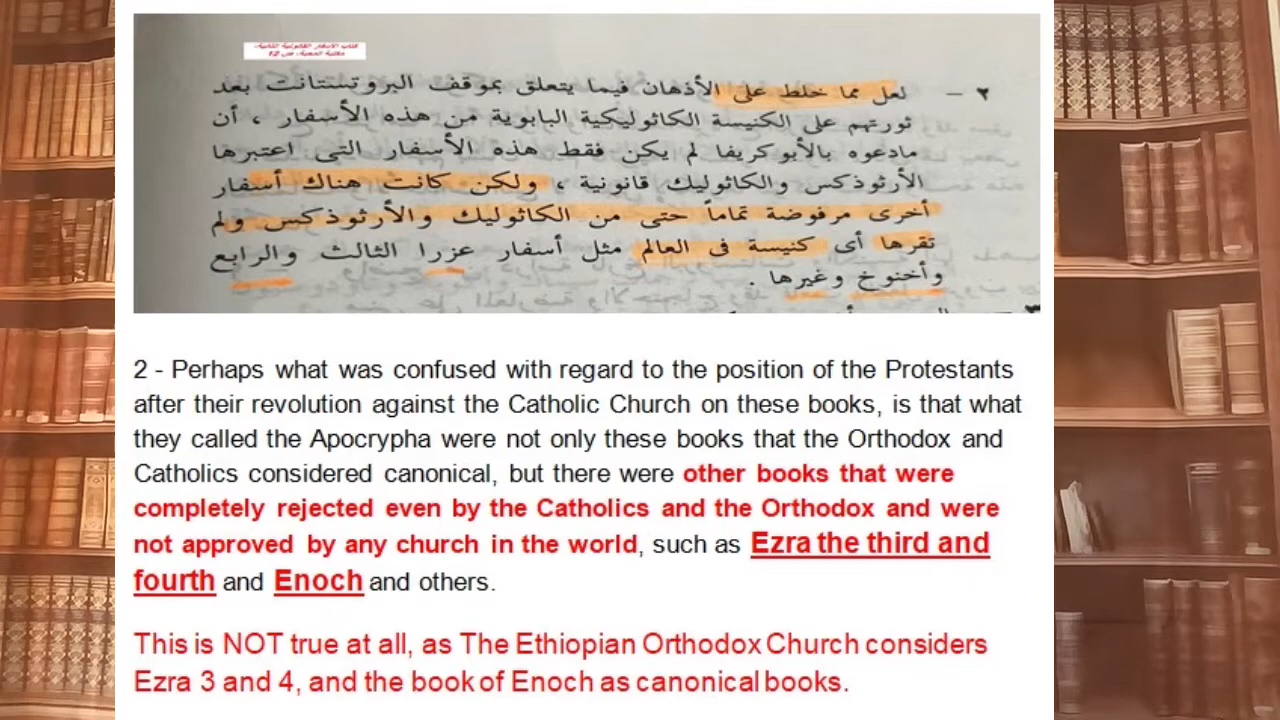 كتاب الأسفار القانونية الثانية،
مكتبة المحبة، ص 12
٢ – لعل مما خلط على الأذهان فيما يتعلق بموقف البروتستانت بعد
ثورتهم على الكنيسة الكاثوليكية البابوية من هذه الأسفار ، أن
مادعوه بالأبوكريفا لم يكن فقط هذه الأسفار التى اعتبرها
الأرثوذكس والكاثوليك قانونية ، ولكن كانت هناك أسفار
أخرى مرفوضة تماماً حتى من الكاثوليك والأرثوذكس ولم
تقرها أى كنيسة فى العالم مثل أسفار عزرا الثالث والرابع
وأخنوخ وغيرها .
2 - Perhaps what was confused with regard to the position of the Protestants
after their revolution against the Catholic Church on these books, is that what
they called the Apocrypha were not only these books that the Orthodox and
Catholics considered canonical, but there were other books that were
completely rejected even by the Catholics and the Orthodox and were
not approved by any church in the world, such as Ezra the third and
fourth and Enoch and others.
This is NOT true at all, as The Ethiopian Orthodox Church considers
Ezra 3 and 4, and the book of Enoch as canonical books.